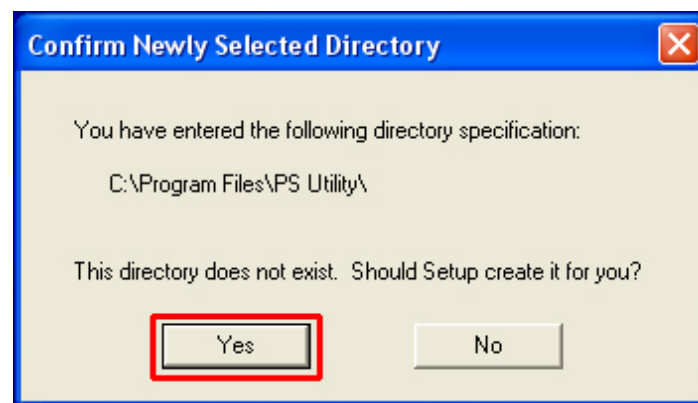 Confirm Newly Selected Directory
You have entered the following directory specification:
C:\Program Files\PS Utility\
This directory does not exist.  Should Setup create it for you?
Yes
No